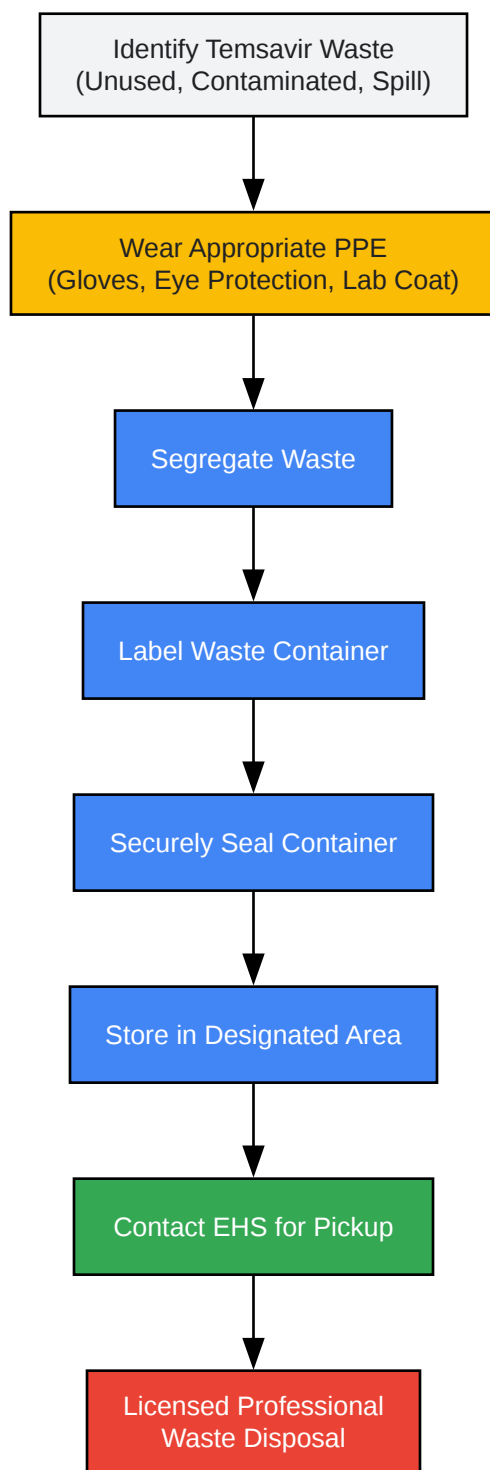 Identify Temsavir Waste
(Unused, Contaminated, Spill)
Wear Appropriate PPE
(Gloves, Eye Protection, Lab Coat)
Segregate Waste
Label Waste Container
Securely Seal Container
Store in Designated Area
Contact EHS for Pickup
Licensed Professional
Waste Disposal